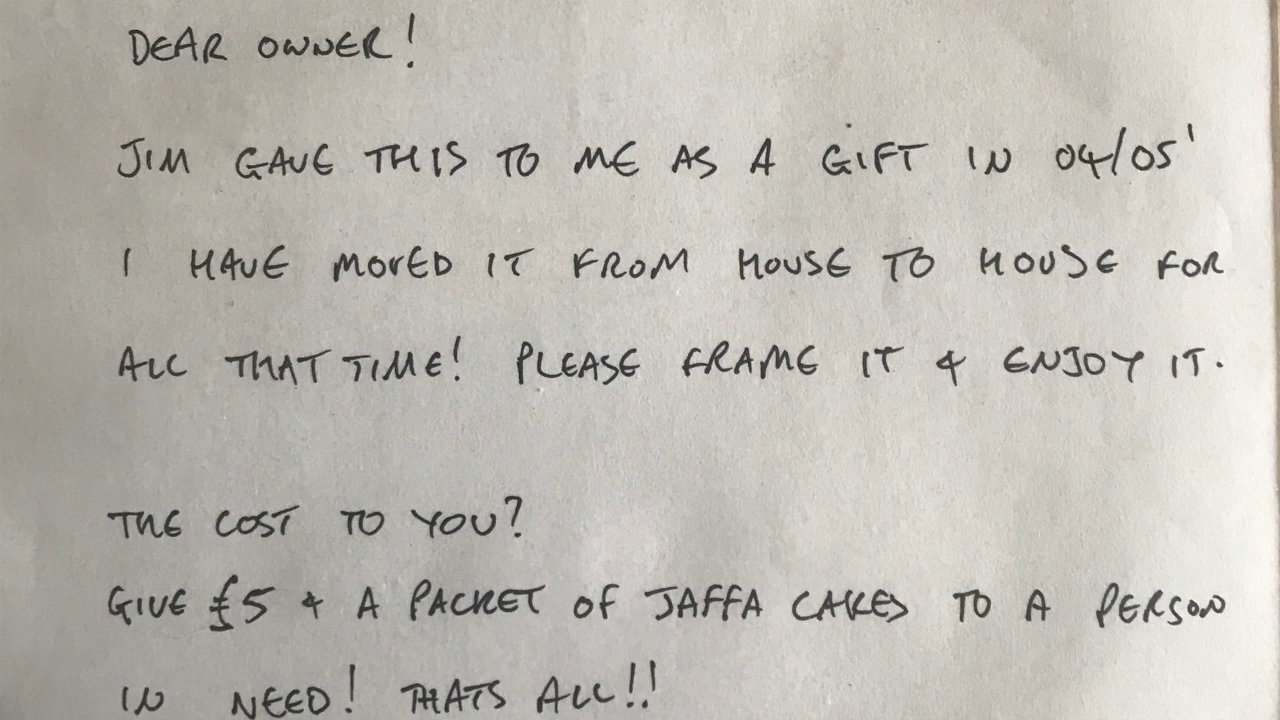 DEAR OWNER!
JIM GAVE THIS TO ME AS A GIFT IN 04/05'
I HAVE MOVED IT FROM HOUSE TO HOUSE FOR
ALL THAT TIME! PLEASE FRAME IT & ENJOY IT.
THE COST TO YOU?
GIVE £5 & A PACKET OF JAFFA CAKES TO A PERSON
IN NEED! THATS ALL!!